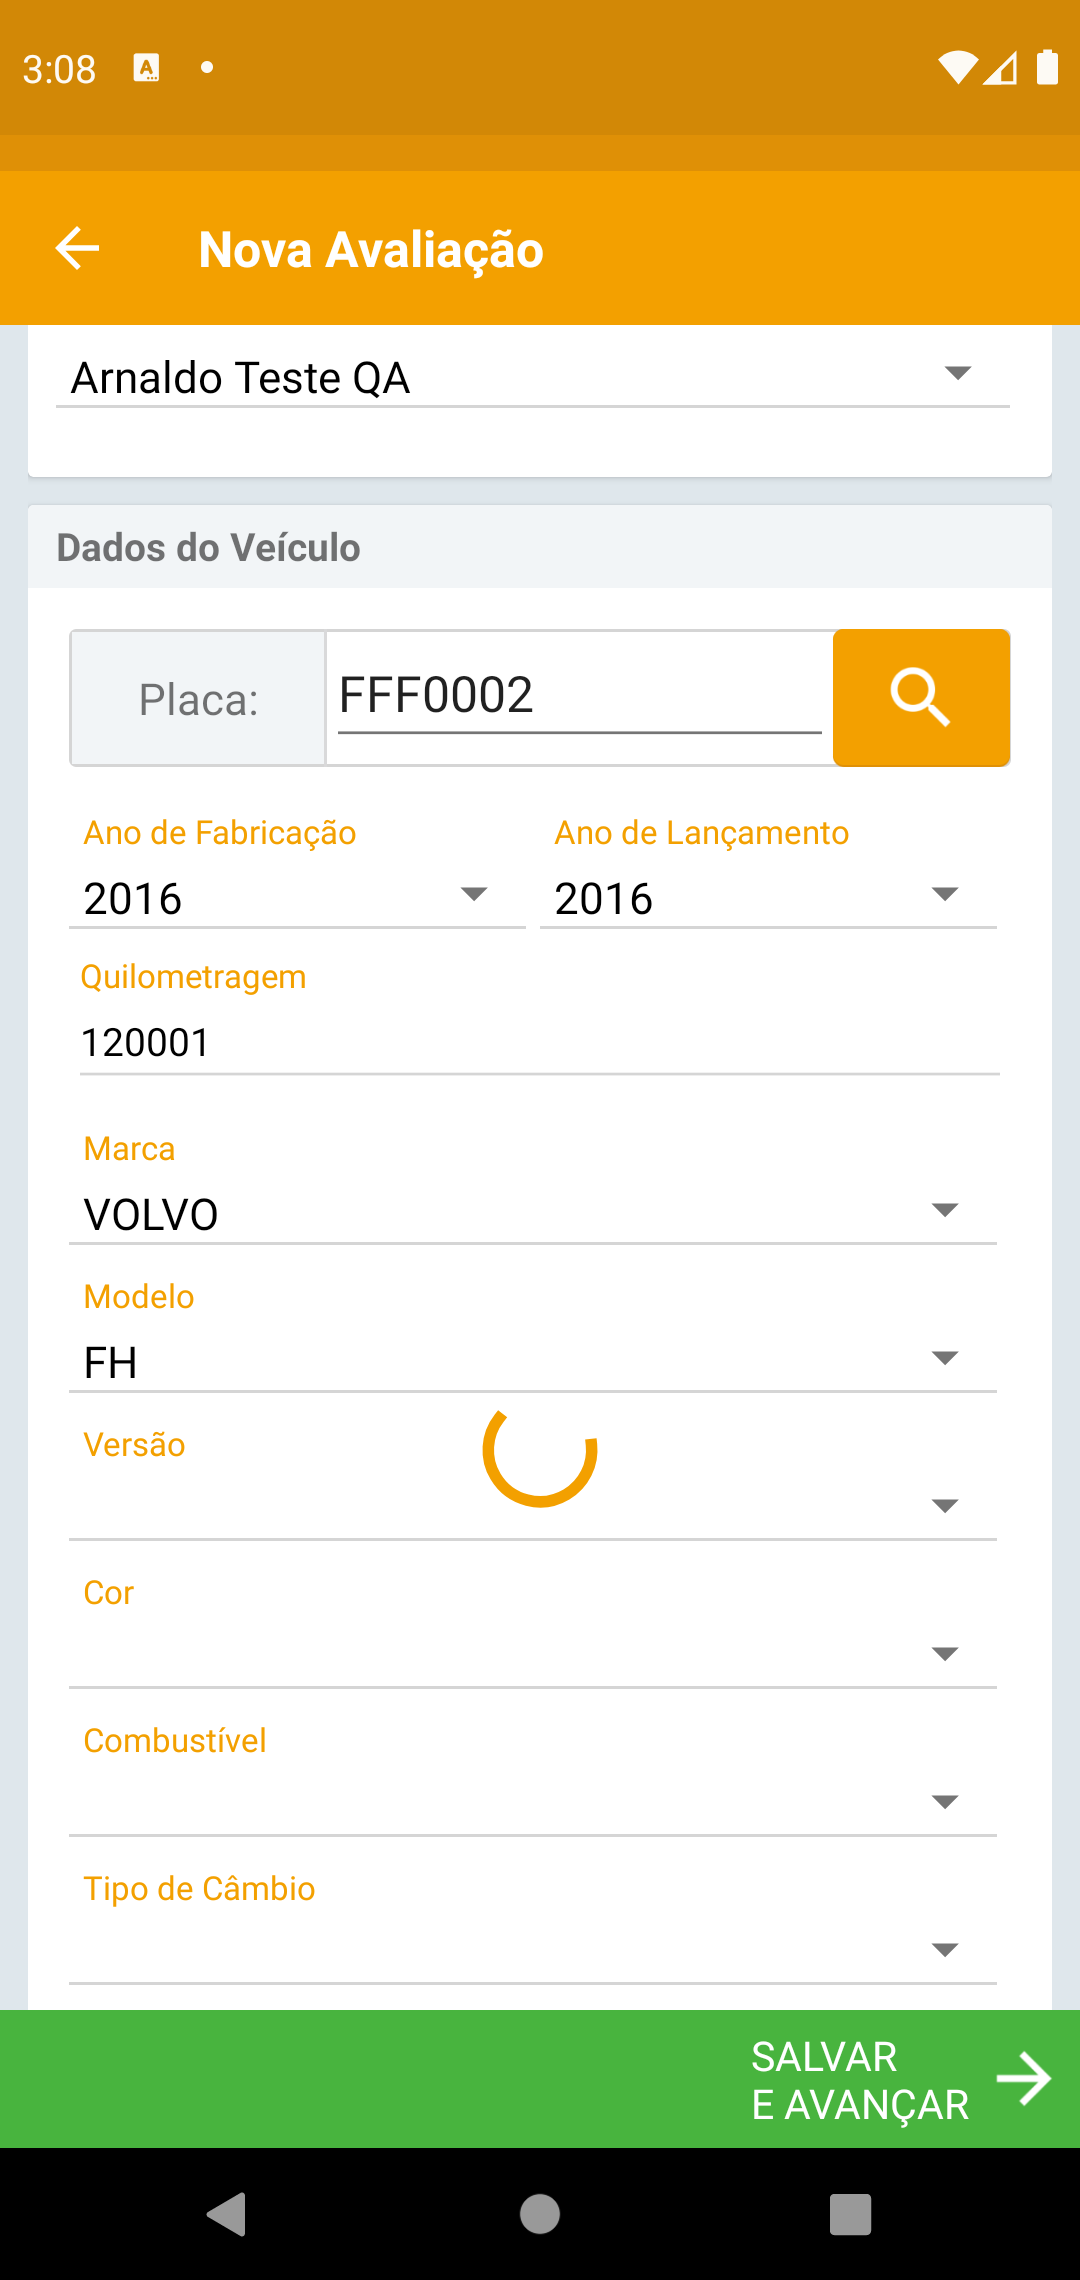 3:08
Nova Avaliação
Arnaldo Teste QA
Dados do Veículo
Placa: FFF0002
Ano de Fabricação Ano de Lançamento
2016 2016
Quilometragem
120001
Marca
VOLVO
Modelo
FH
Versão
Cor
Combustível
Tipo de Câmbio
SALVAR
E AVANÇAR